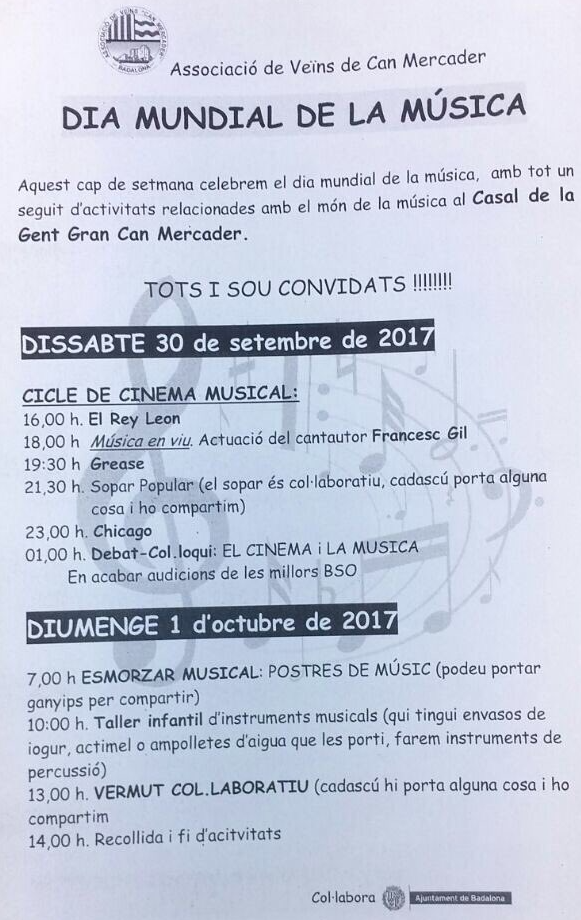 ASSOCIACIÓ DE VEÏNS "CAN MERCADER"
BADALONA
Associació de Veïns de Can Mercader
DIA MUNDIAL DE LA MÚSICA
Aquest cap de setmana celebrem el dia mundial de la música, amb tot un
seguit d'activitats relacionades amb el món de la música al Casal de la
Gent Gran Can Mercader.
TOTS I SOU CONVIDATS !!!!!!!!
DISSABTE 30 de setembre de 2017
CICLE DE CINEMA MUSICAL:
16,00 h. El Rey Leon
18,00 h Música en viu. Actuació del cantautor Francesc Gil
19:30 h Grease
21,30 h. Sopar Popular (el sopar és col·laboratiu, cadascú porta alguna
cosa i ho compartim)
23,00 h. Chicago
01,00 h. Debat-Col.loqui: EL CINEMA i LA MUSICA
En acabar audicions de les millors BSO
DIUMENGE 1 d'octubre de 2017
7,00 h ESMORZAR MUSICAL: POSTRES DE MÚSIC (podeu portar
ganyips per compartir)
10:00 h. Taller infantil d'instruments musicals (qui tingui envasos de
iogur, actimel o ampolletes d'aigua que les porti, farem instruments de
percussió)
13,00 h. VERMUT COL.LABORATIU (cadascú hi porta alguna cosa i ho
compartim
14,00 h. Recollida i fi d'acitvitats
Col·labora Ajuntament de Badalona